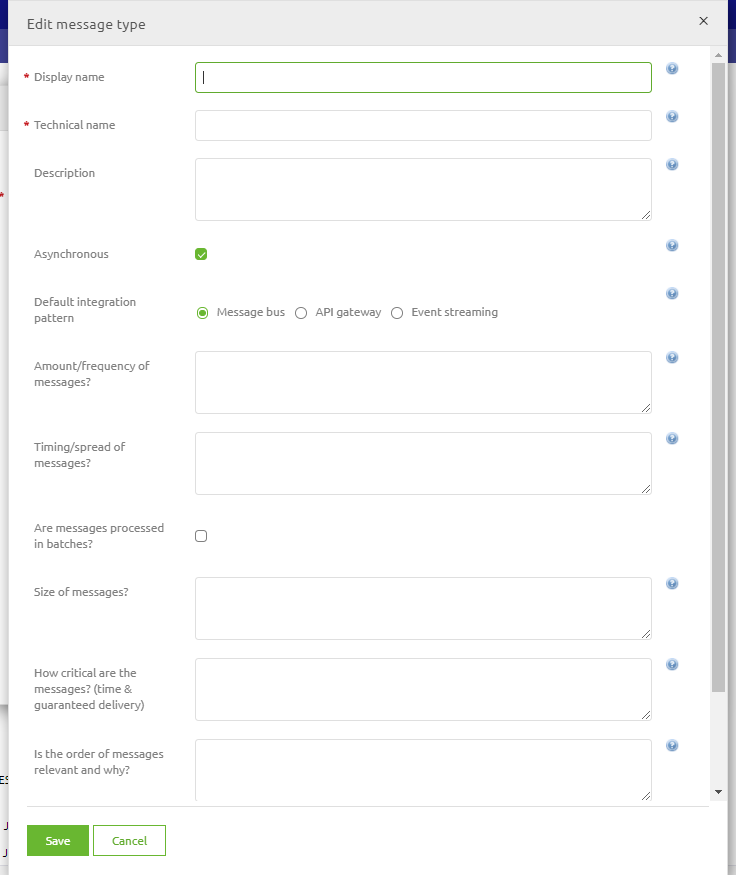 Edit message type
×
* Display name
* Technical name
Description
Asynchronous
Default integration
pattern
Message bus API gateway Event streaming
Amount/frequency of
messages?
Timing/spread of
messages?
Are messages processed
in batches?
Size of messages?
How critical are the
messages? (time &
guaranteed delivery)
Is the order of messages
relevant and why?
Save Cancel